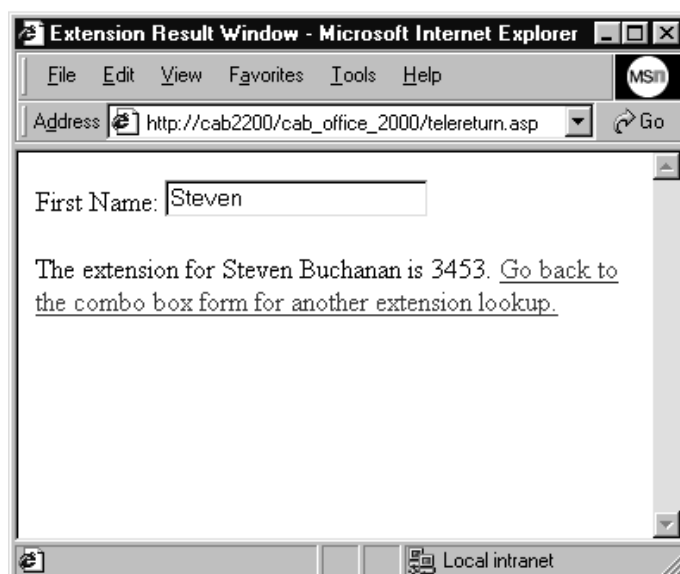 Extension Result Window - Microsoft Internet Explorer
File Edit View Favorites Tools Help
msn
Address http://cab2200/cab_office_2000/telereturn.asp Go
First Name: Steven
The extension for Steven Buchanan is 3453. Go back to
the combo box form for another extension lookup.
Local intranet